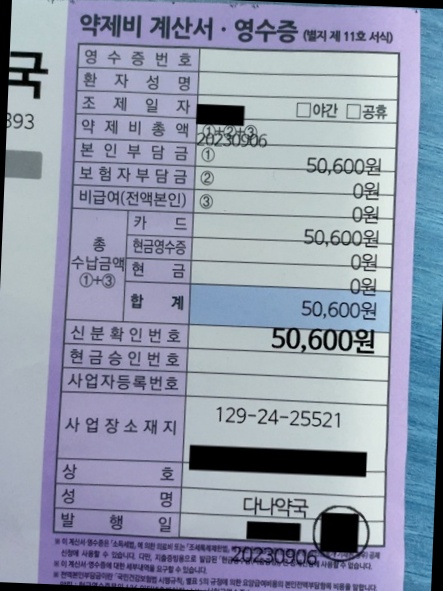 국
393
약제비 계산서·영수증 (별지 제 11호 서식)
영수증번호
환자성명
조제일자 □야간 □공휴
약제비총액 ①+②+③
20230906
본인부담금 ①
50,600원
보험자부담금 ②
0원
비급여(전액본인) ③
0원
카드
50,600원
총
수납금액
①+③
현금영수증
0원
현금
0원
합계
50,600원
신분확인번호
50,600원
현금승인번호
사업자등록번호
사업장소재지
129-24-25521
상호
성명
다나약국
발행일
20230906